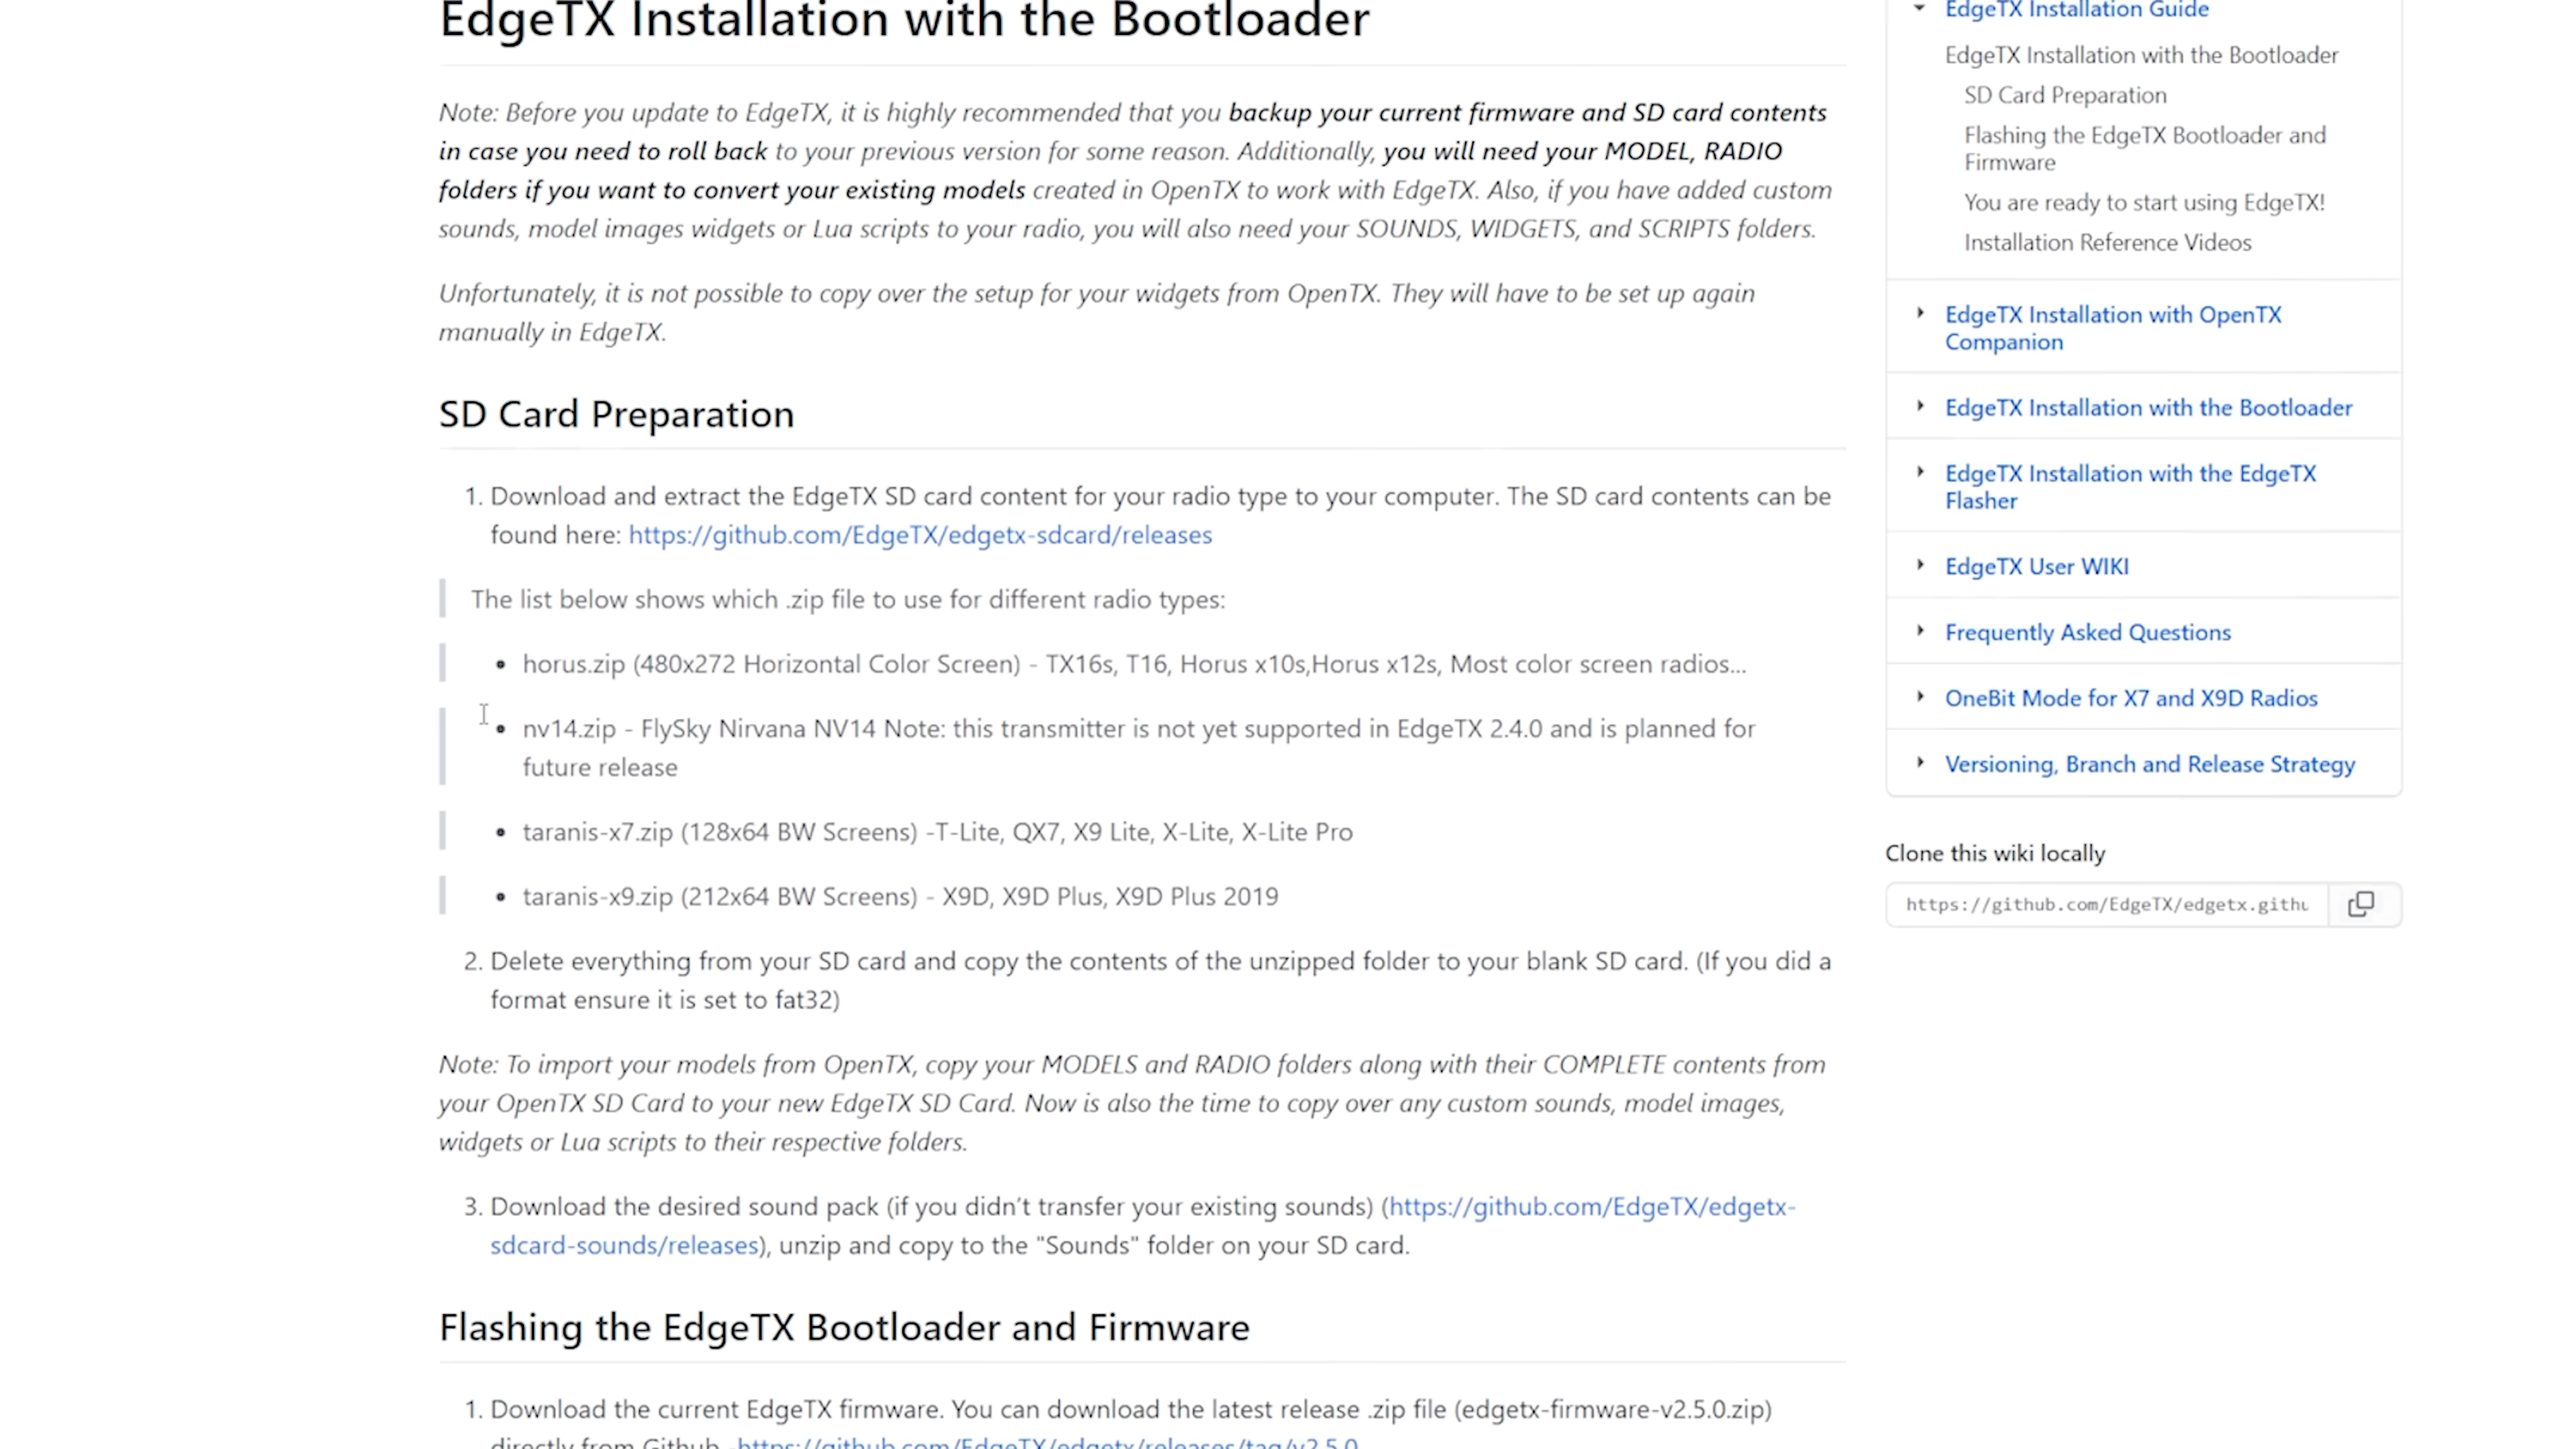 EdgeTX Installation with the Bootloader
Note: Before you update to EdgeTX, it is highly recommended that you backup your current firmware and SD card contents
in case you need to roll back to your previous version for some reason. Additionally, you will need your MODEL, RADIO
folders if you want to convert your existing models created in OpenTX to work with EdgeTX. Also, if you have added custom
sounds, model images widgets or Lua scripts to your radio, you will also need your SOUNDS, WIDGETS, and SCRIPTS folders.
Unfortunately, it is not possible to copy over the setup for your widgets from OpenTX. They will have to be set up again
manually in EdgeTX.
SD Card Preparation
1. Download and extract the EdgeTX SD card content for your radio type to your computer. The SD card contents can be
found here: https://github.com/EdgeTX/edgetx-sdcard/releases
The list below shows which .zip file to use for different radio types:
• horus.zip (480x272 Horizontal Color Screen) - TX16s, T16, Horus x10s,Horus x12s, Most color screen radios...
• nv14.zip - FlySky Nirvana NV14 Note: this transmitter is not yet supported in EdgeTX 2.4.0 and is planned for
future release
• taranis-x7.zip (128x64 BW Screens) -T-Lite, QX7, X9 Lite, X-Lite, X-Lite Pro
• taranis-x9.zip (212x64 BW Screens) - X9D, X9D Plus, X9D Plus 2019
2. Delete everything from your SD card and copy the contents of the unzipped folder to your blank SD card. (If you did a
format ensure it is set to fat32)
Note: To import your models from OpenTX, copy your MODELS and RADIO folders along with their COMPLETE contents from
your OpenTX SD Card to your new EdgeTX SD Card. Now is also the time to copy over any custom sounds, model images,
widgets or Lua scripts to their respective folders.
3. Download the desired sound pack (if you didn't transfer your existing sounds) (https://github.com/EdgeTX/edgetx-
sdcard-sounds/releases), unzip and copy to the "Sounds" folder on your SD card.
Flashing the EdgeTX Bootloader and Firmware
1. Download the current EdgeTX firmware. You can download the latest release .zip file (edgetx-firmware-v2.5.0.zip)
directly from Github -https://github.com/EdgeTX/edgetx/releases/tag/v2.5.0
EdgeTX Installation Guide
EdgeTX Installation with the Bootloader
SD Card Preparation
Flashing the EdgeTX Bootloader and
Firmware
You are ready to start using EdgeTX!
Installation Reference Videos
EdgeTX Installation with OpenTX
Companion
EdgeTX Installation with the Bootloader
EdgeTX Installation with the EdgeTX
Flasher
EdgeTX User WIKI
Frequently Asked Questions
OneBit Mode for X7 and X9D Radios
Versioning, Branch and Release Strategy
Clone this wiki locally
https://github.com/EdgeTX/edgetx.githu